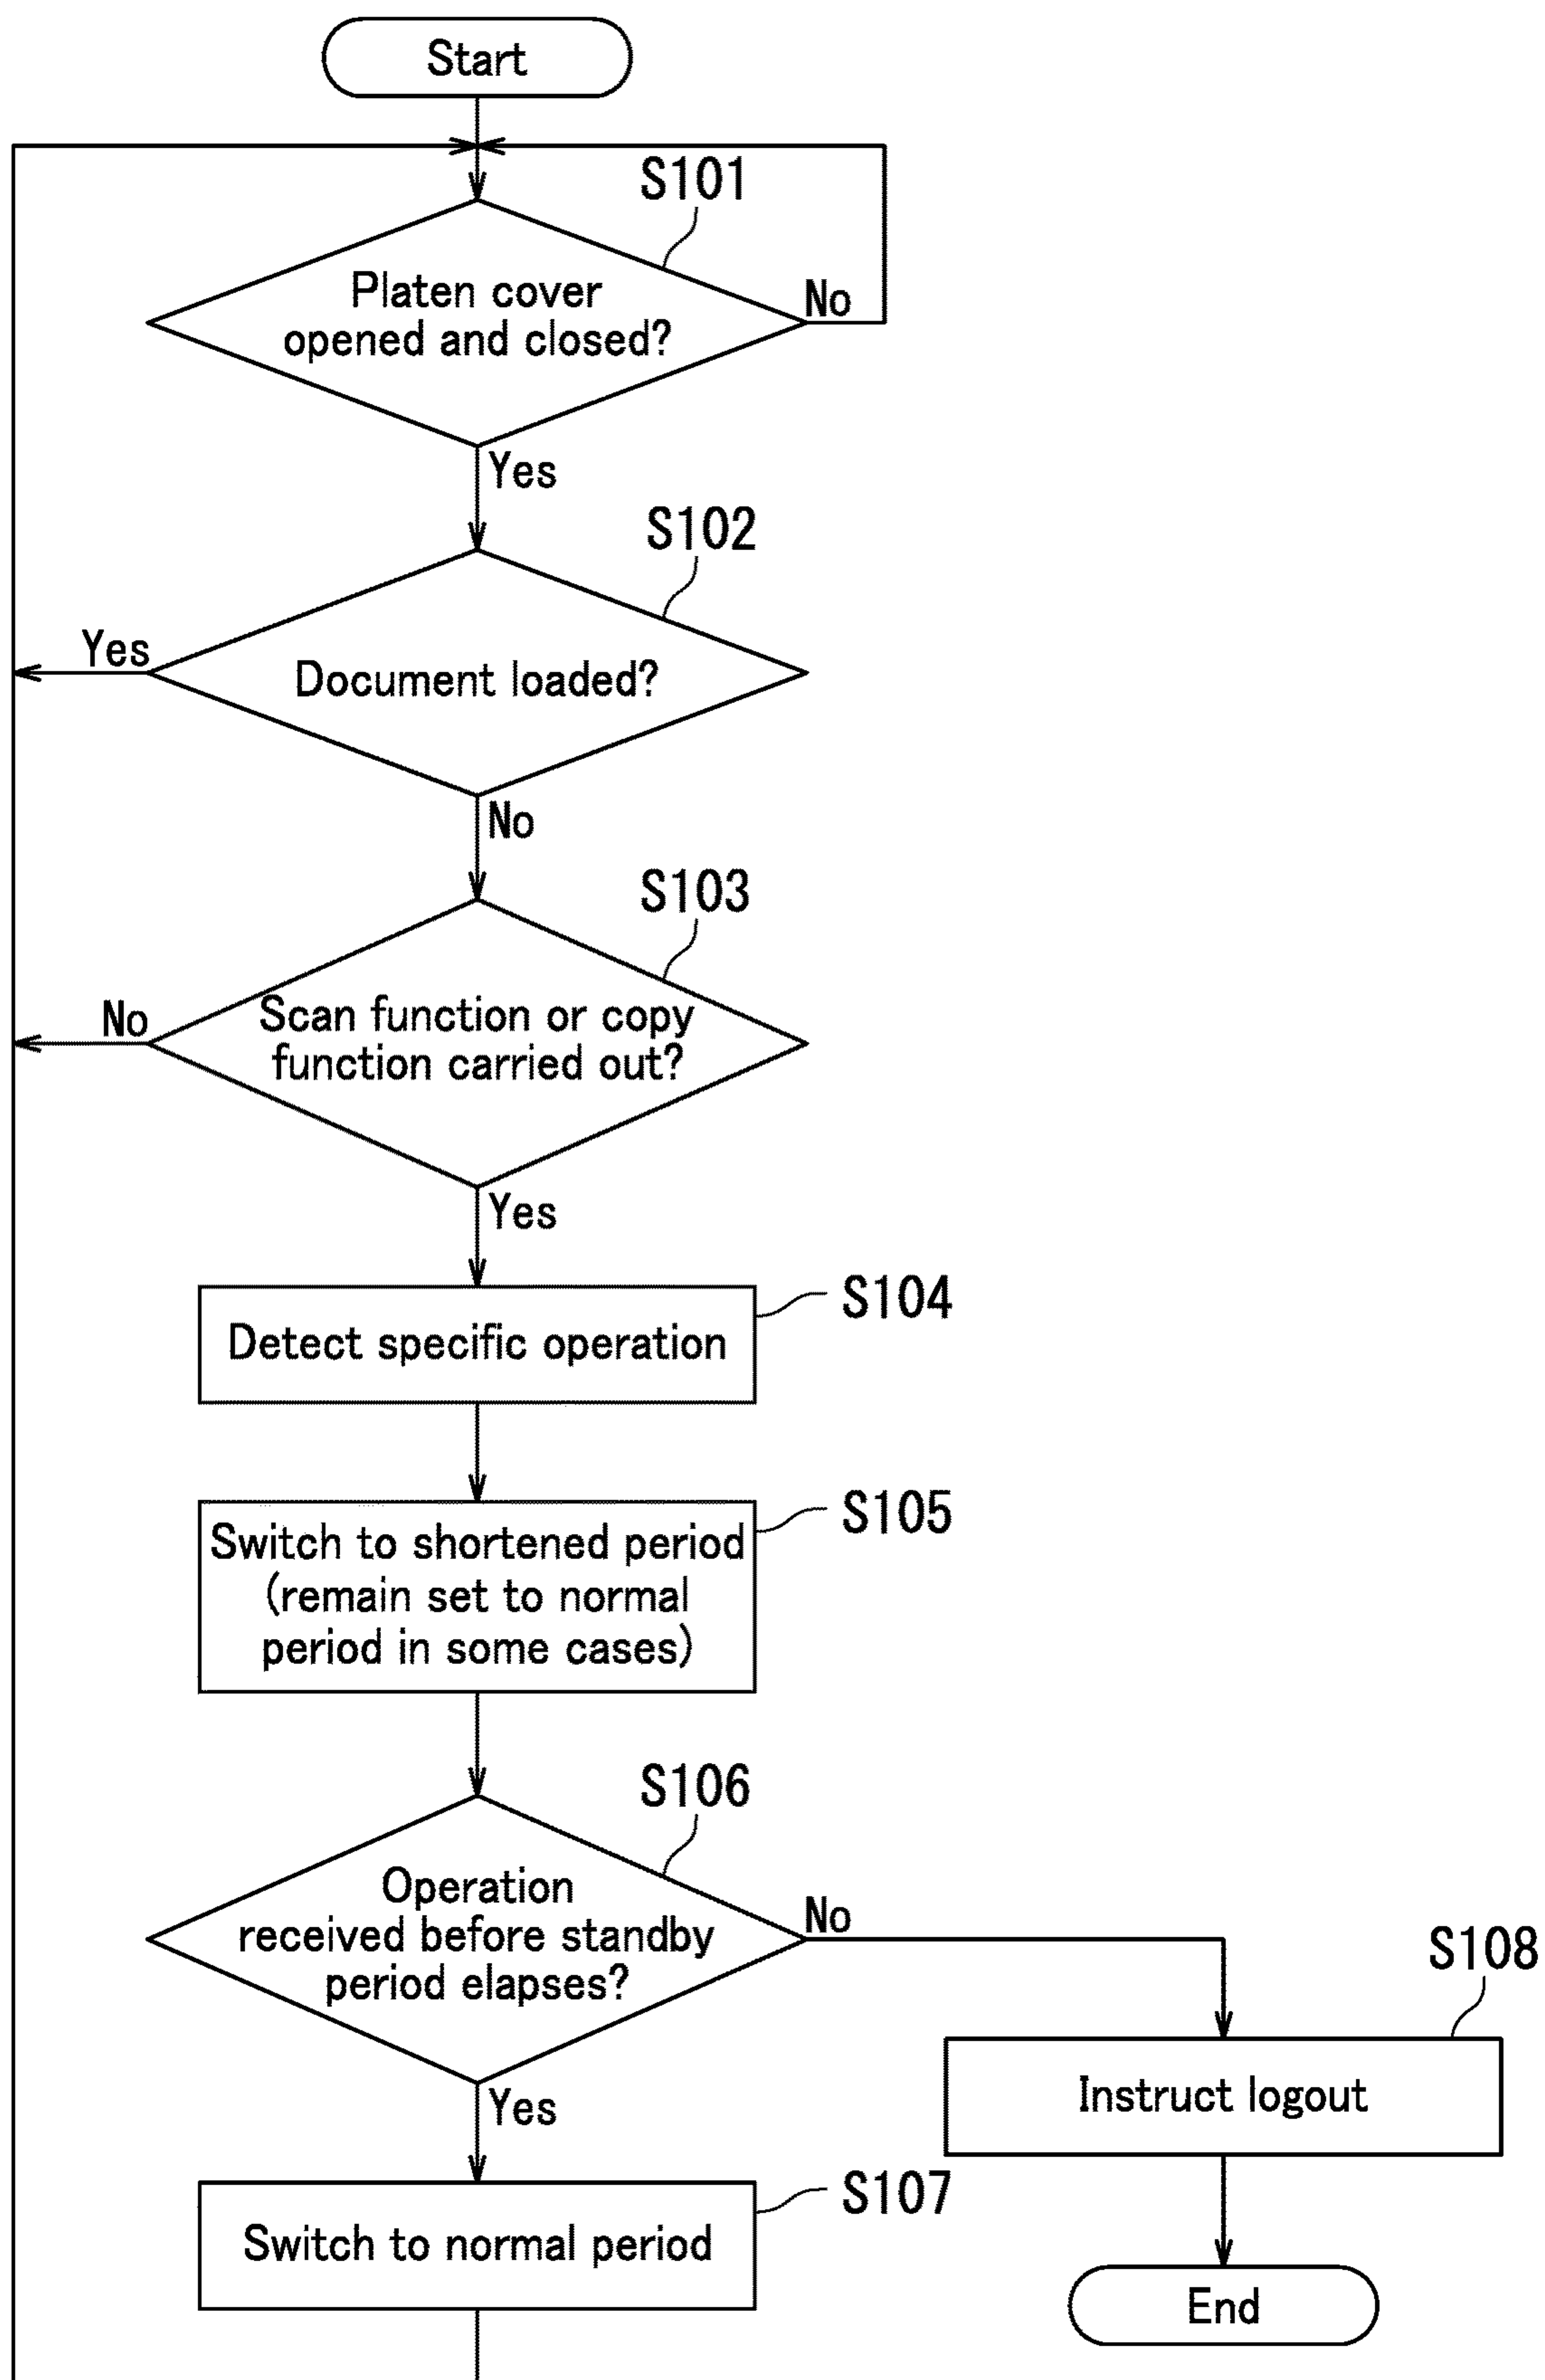 Start
S101
Platen cover
opened and closed?
No
Yes
S102
Document loaded?
Yes
No
S103
Scan function or copy
function carried out?
No
Yes
S104
Detect specific operation
S105
Switch to shortened period
(remain set to normal
period in some cases)
S106
Operation
received before standby
period elapses?
No
Yes
S108
Instruct logout
S107
Switch to normal period
End